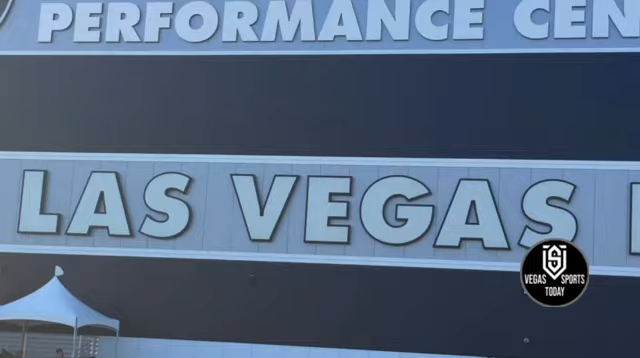 PERFORMANCE CEN
LAS VEGAS
VEGAS SPORTS
TODAY